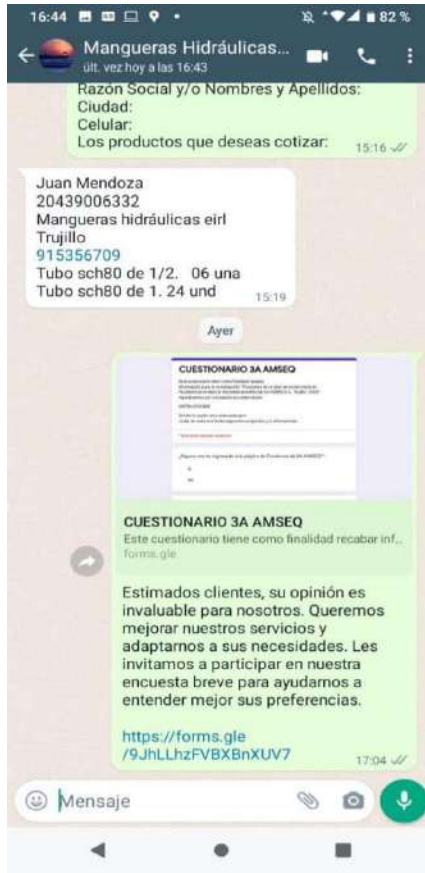 16:44
82 %
Mangueras Hidráulicas...
últ. vez hoy a las 16:43
Razón Social y/o Nombres y Apellidos:
Ciudad:
Celular:
Los productos que deseas cotizar:
15:16
Juan Mendoza
20439006332
Mangueras hidráulicas eirl
Trujillo
915356709
Tubo sch80 de 1/2. 06 una
Tubo sch80 de 1. 24 und
15:19
Ayer
CUESTIONARIO 3A AMSEQ
CUESTIONARIO 3A AMSEQ
Este cuestionario tiene como finalidad recabar inf..
forms.gle
Estimados clientes, su opinión es
invaluable para nosotros. Queremos
mejorar nuestros servicios y
adaptarnos a sus necesidades. Les
invitamos a participar en nuestra
encuesta breve para ayudarnos a
entender mejor sus preferencias.
https://forms.gle
/9JhLLhzFVBXBnXUV7
17:04
Mensaje